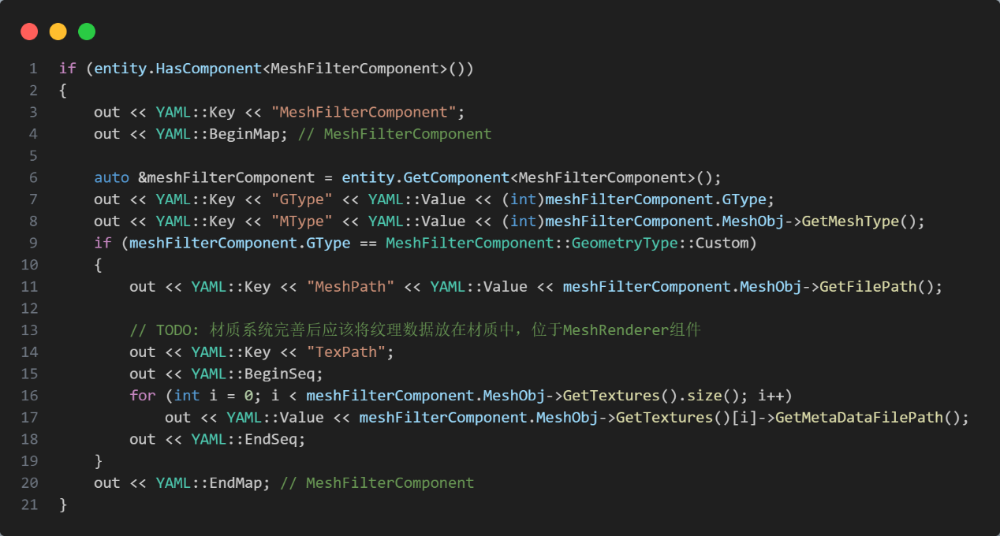 1 if (entity.HasComponent<MeshFilterComponent>())
2 {
3     out << YAML::Key << "MeshFilterComponent";
4     out << YAML::BeginMap; // MeshFilterComponent
5
6     auto &meshFilterComponent = entity.GetComponent<MeshFilterComponent>();
7     out << YAML::Key << "GType" << YAML::Value << (int)meshFilterComponent.GType;
8     out << YAML::Key << "MType" << YAML::Value << (int)meshFilterComponent.MeshObj->GetMeshType();
9     if (meshFilterComponent.GType == MeshFilterComponent::GeometryType::Custom)
10     {
11         out << YAML::Key << "MeshPath" << YAML::Value << meshFilterComponent.MeshObj->GetFilePath();
12
13         // TODO: 材质系统完善后应该将纹理数据放在材质中，位于MeshRenderer组件
14         out << YAML::Key << "TexPath";
15         out << YAML::BeginSeq;
16         for (int i = 0; i < meshFilterComponent.MeshObj->GetTextures().size(); i++)
17             out << YAML::Value << meshFilterComponent.MeshObj->GetTextures()[i]->GetMetaDataFilePath();
18         out << YAML::EndSeq;
19     }
20     out << YAML::EndMap; // MeshFilterComponent
21 }